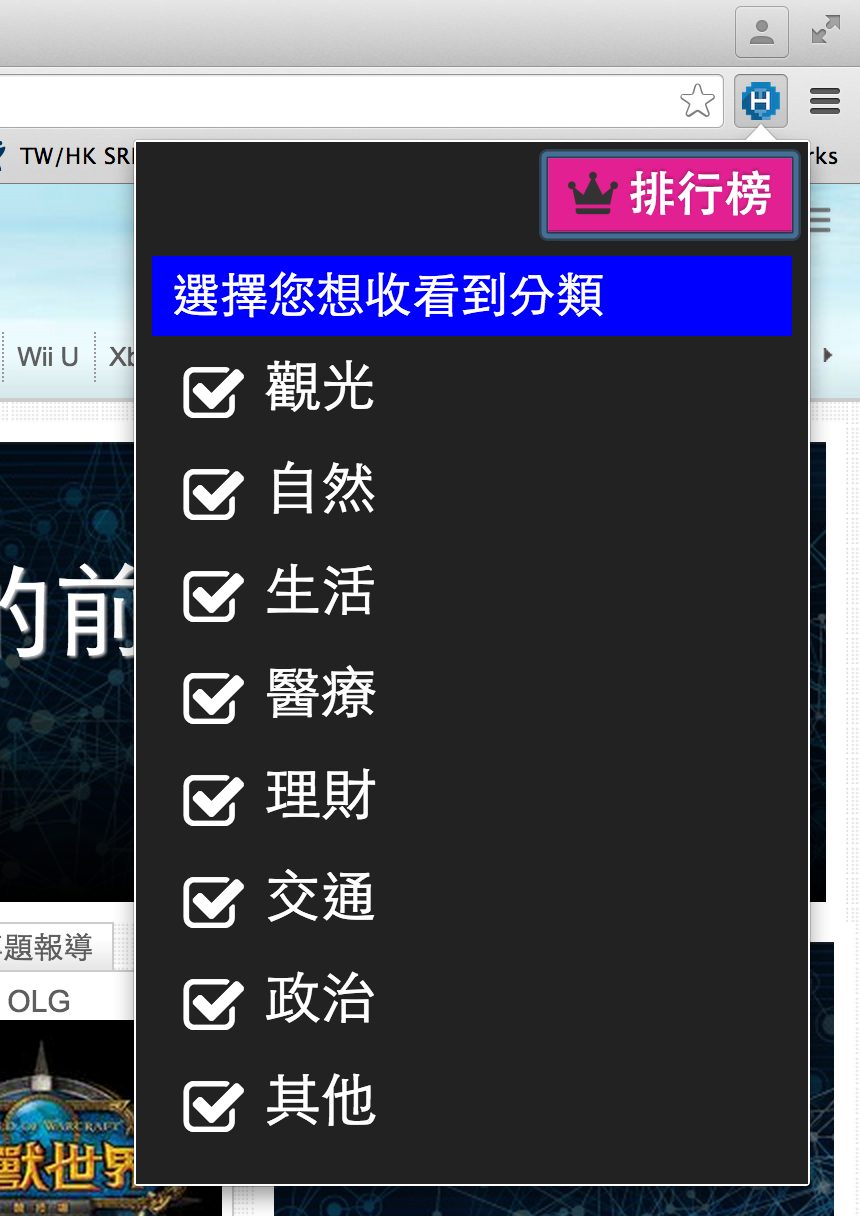 H
TW/HK
rks
排行榜
選擇您想收看到分類
Wii U
觀光
自然
生活
的前
醫療
理財
交通
題報導
政治
OLG
其他
WARCRAFT
獸世界